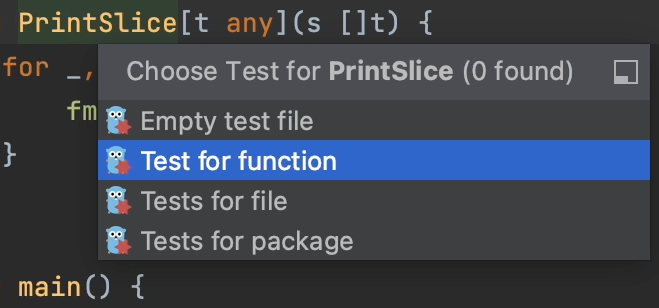 PrintSlice[t any](s []t) {
Choose Test for PrintSlice (0 found)
for _,
Empty test file
fm
Test for function
}
Tests for file
Tests for package
main() {